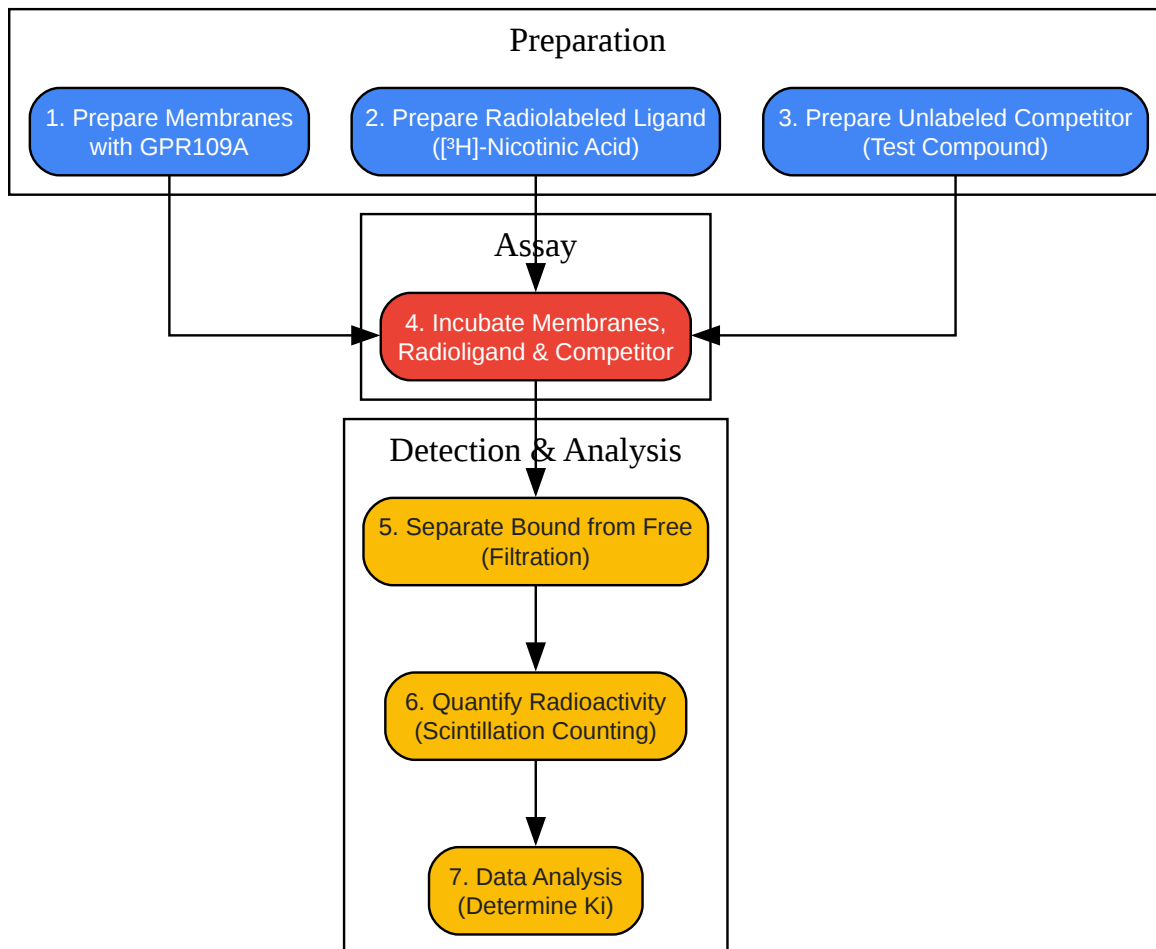 Preparation
1. Prepare Membranes
with GPR109A
2. Prepare Radiolabeled Ligand
([³H]-Nicotinic Acid)
3. Prepare Unlabeled Competitor
(Test Compound)
Assay
4. Incubate Membranes,
Radioligand & Competitor
Detection & Analysis
5. Separate Bound from Free
(Filtration)
6. Quantify Radioactivity
(Scintillation Counting)
7. Data Analysis
(Determine Ki)